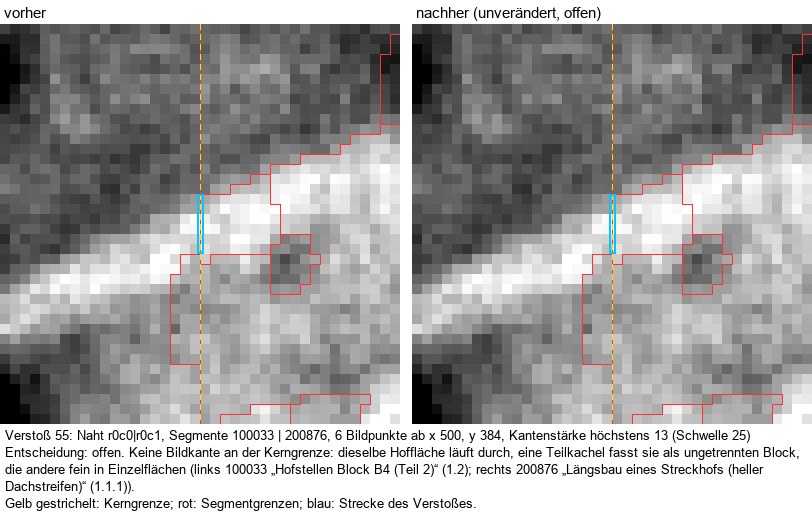 vorher
nachher (unverändert, offen)
Verstoß 55: Naht r0c0|r0c1, Segmente 100033 | 200876, 6 Bildpunkte ab x 500, y 384, Kantenstärke höchstens 13 (Schwelle 25)
Entscheidung: offen. Keine Bildkante an der Kerngrenze: dieselbe Hoffläche läuft durch, eine Teilkachel fasst sie als ungetrennten Block,
die andere fein in Einzelflächen (links 100033 „Hofstellen Block B4 (Teil 2)“ (1.2); rechts 200876 „Längsbau eines Streckhofs (heller
Dachstreifen)“ (1.1.1)).
Gelb gestrichelt: Kerngrenze; rot: Segmentgrenzen; blau: Strecke des Verstoßes.